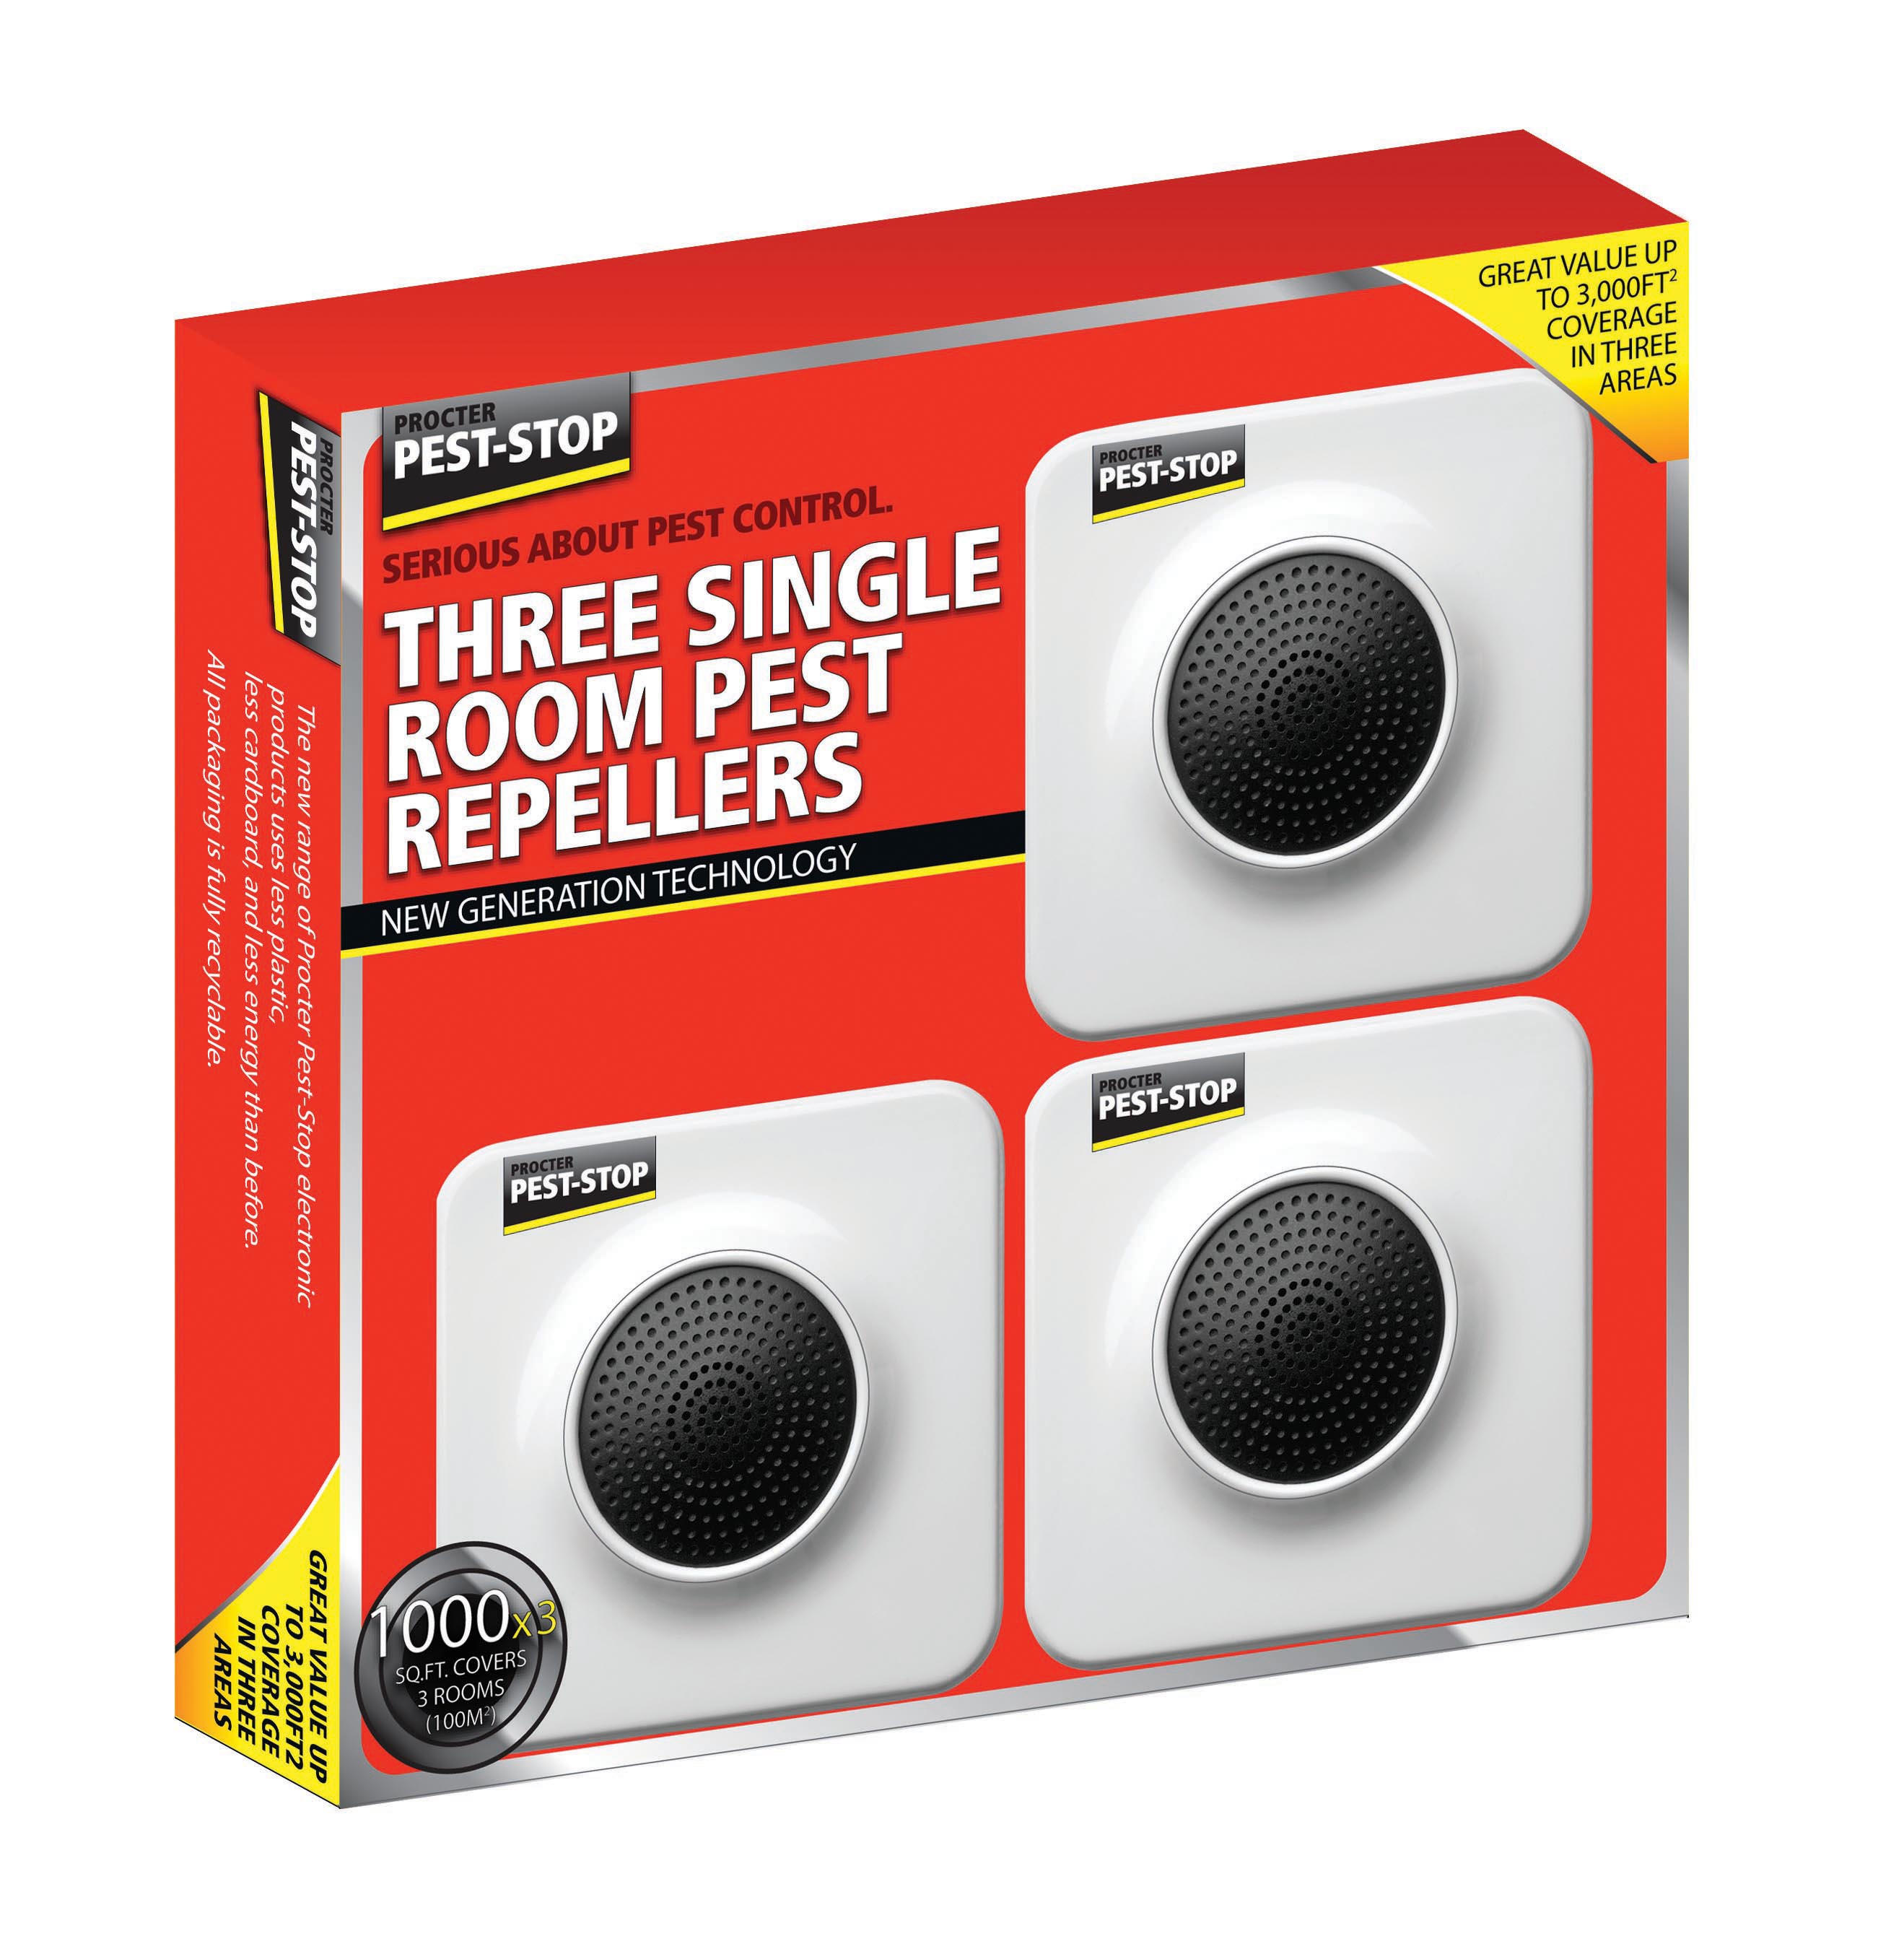 GREAT VALUE UP
TO 3,000FT²
COVERAGE
IN THREE
AREAS
PROCTER
PEST-STOP
SERIOUS ABOUT PEST CONTROL.
THREE SINGLE
ROOM PEST
REPELLERS
NEW GENERATION TECHNOLOGY
PROCTER
PEST-STOP
PROCTER
PEST-STOP
PROCTER
PEST-STOP
1000x3
SQ.FT. COVERS
3 ROOMS
(100M²)
PROCTER
PEST-STOP
The new range of Procter Pest-Stop electronic
products uses less plastic,
less cardboard, and less energy than before.
All packaging is fully recyclable.
GREAT VALUE UP
TO 3,000FT2
COVERAGE
IN THREE
AREAS